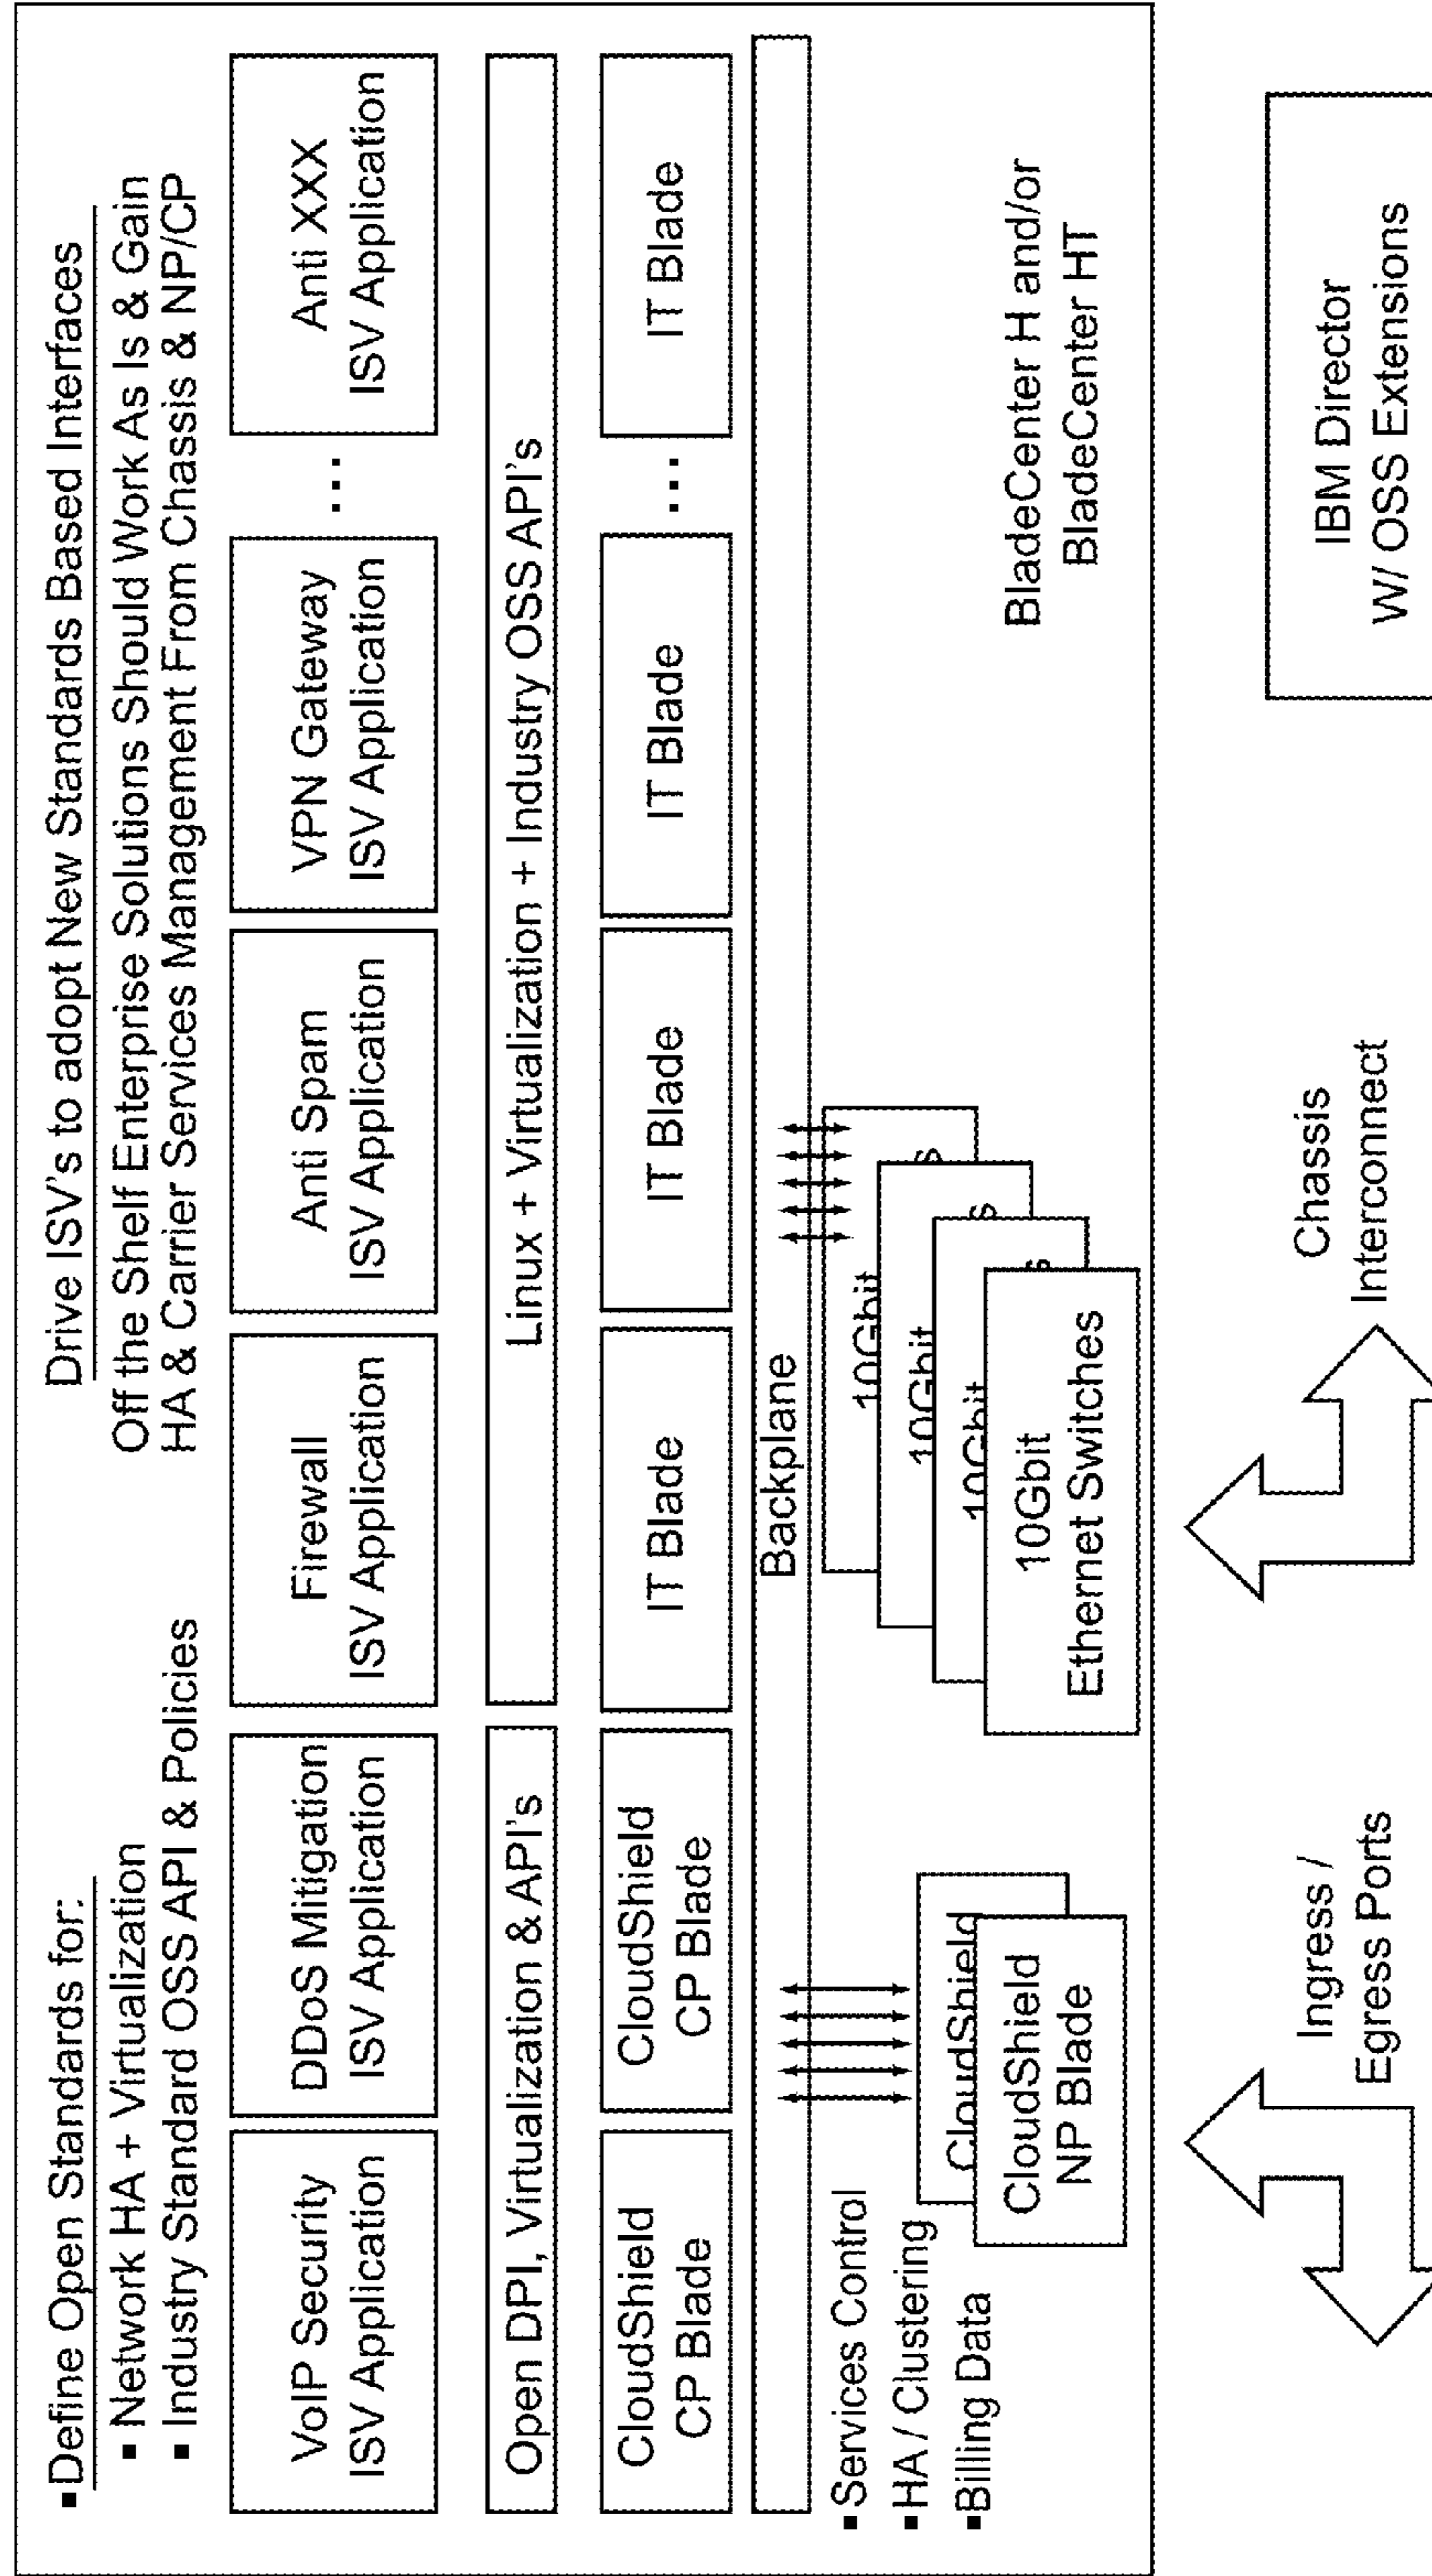 ▪Define Open Standards for:
▪ Network HA + Virtualization
▪ Industry Standard OSS API & Policies
Drive ISV's to adopt New Standards Based Interfaces
Off the Shelf Enterprise Solutions Should Work As Is & Gain
HA & Carrier Services Management From Chassis & NP/CP
VoIP Security
ISV Application
DDoS Mitigation
ISV Application
Firewall
ISV Application
Anti Spam
ISV Application
VPN Gateway
ISV Application
...
Anti XXX
ISV Application
Open DPI, Virtualization & API's
Linux + Virtualization + Industry OSS API's
CloudShield
CP Blade
CloudShield
CP Blade
IT Blade
IT Blade
IT Blade
...
IT Blade
Backplane
▪Services Control
▪HA / Clustering
▪Billing Data
CloudShield
CloudShield
NP Blade
10Gbit
s
10Gbit
s
10Gbit
s
10Gbit
Ethernet Switches
BladeCenter H and/or
BladeCenter HT
Ingress /
Egress Ports
Chassis
Interconnect
IBM Director
W/ OSS Extensions